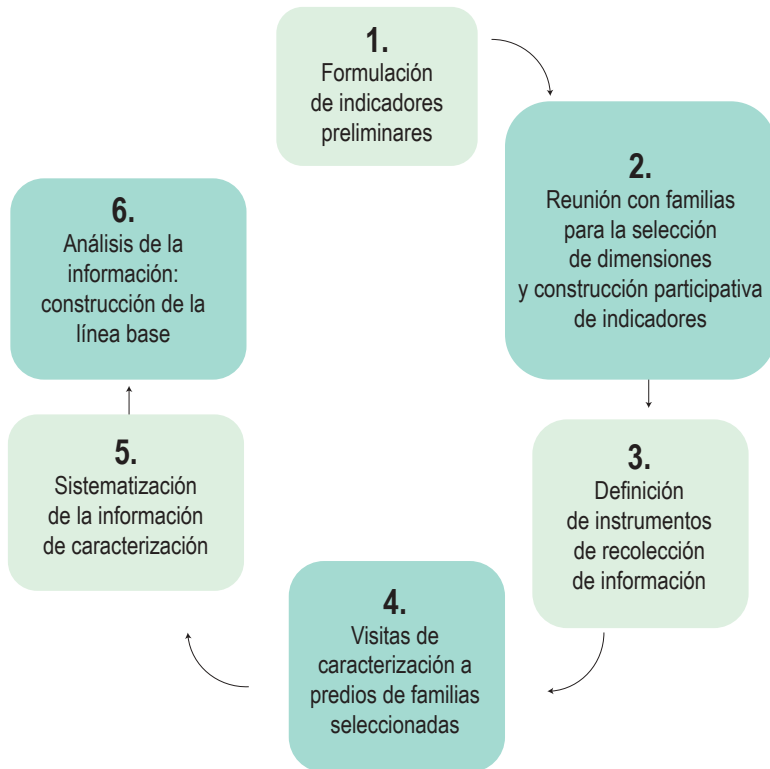 1.
Formulación
de indicadores
preliminares
2.
Reunión con familias
para la selección
de dimensiones
y construcción participativa
de indicadores
3.
Definición
de instrumentos
de recolección
de información
4.
Visitas de
caracterización a
predios de familias
seleccionadas
5.
Sistematización
de la información
de caracterización
6.
Análisis de la
información:
construcción de la
línea base